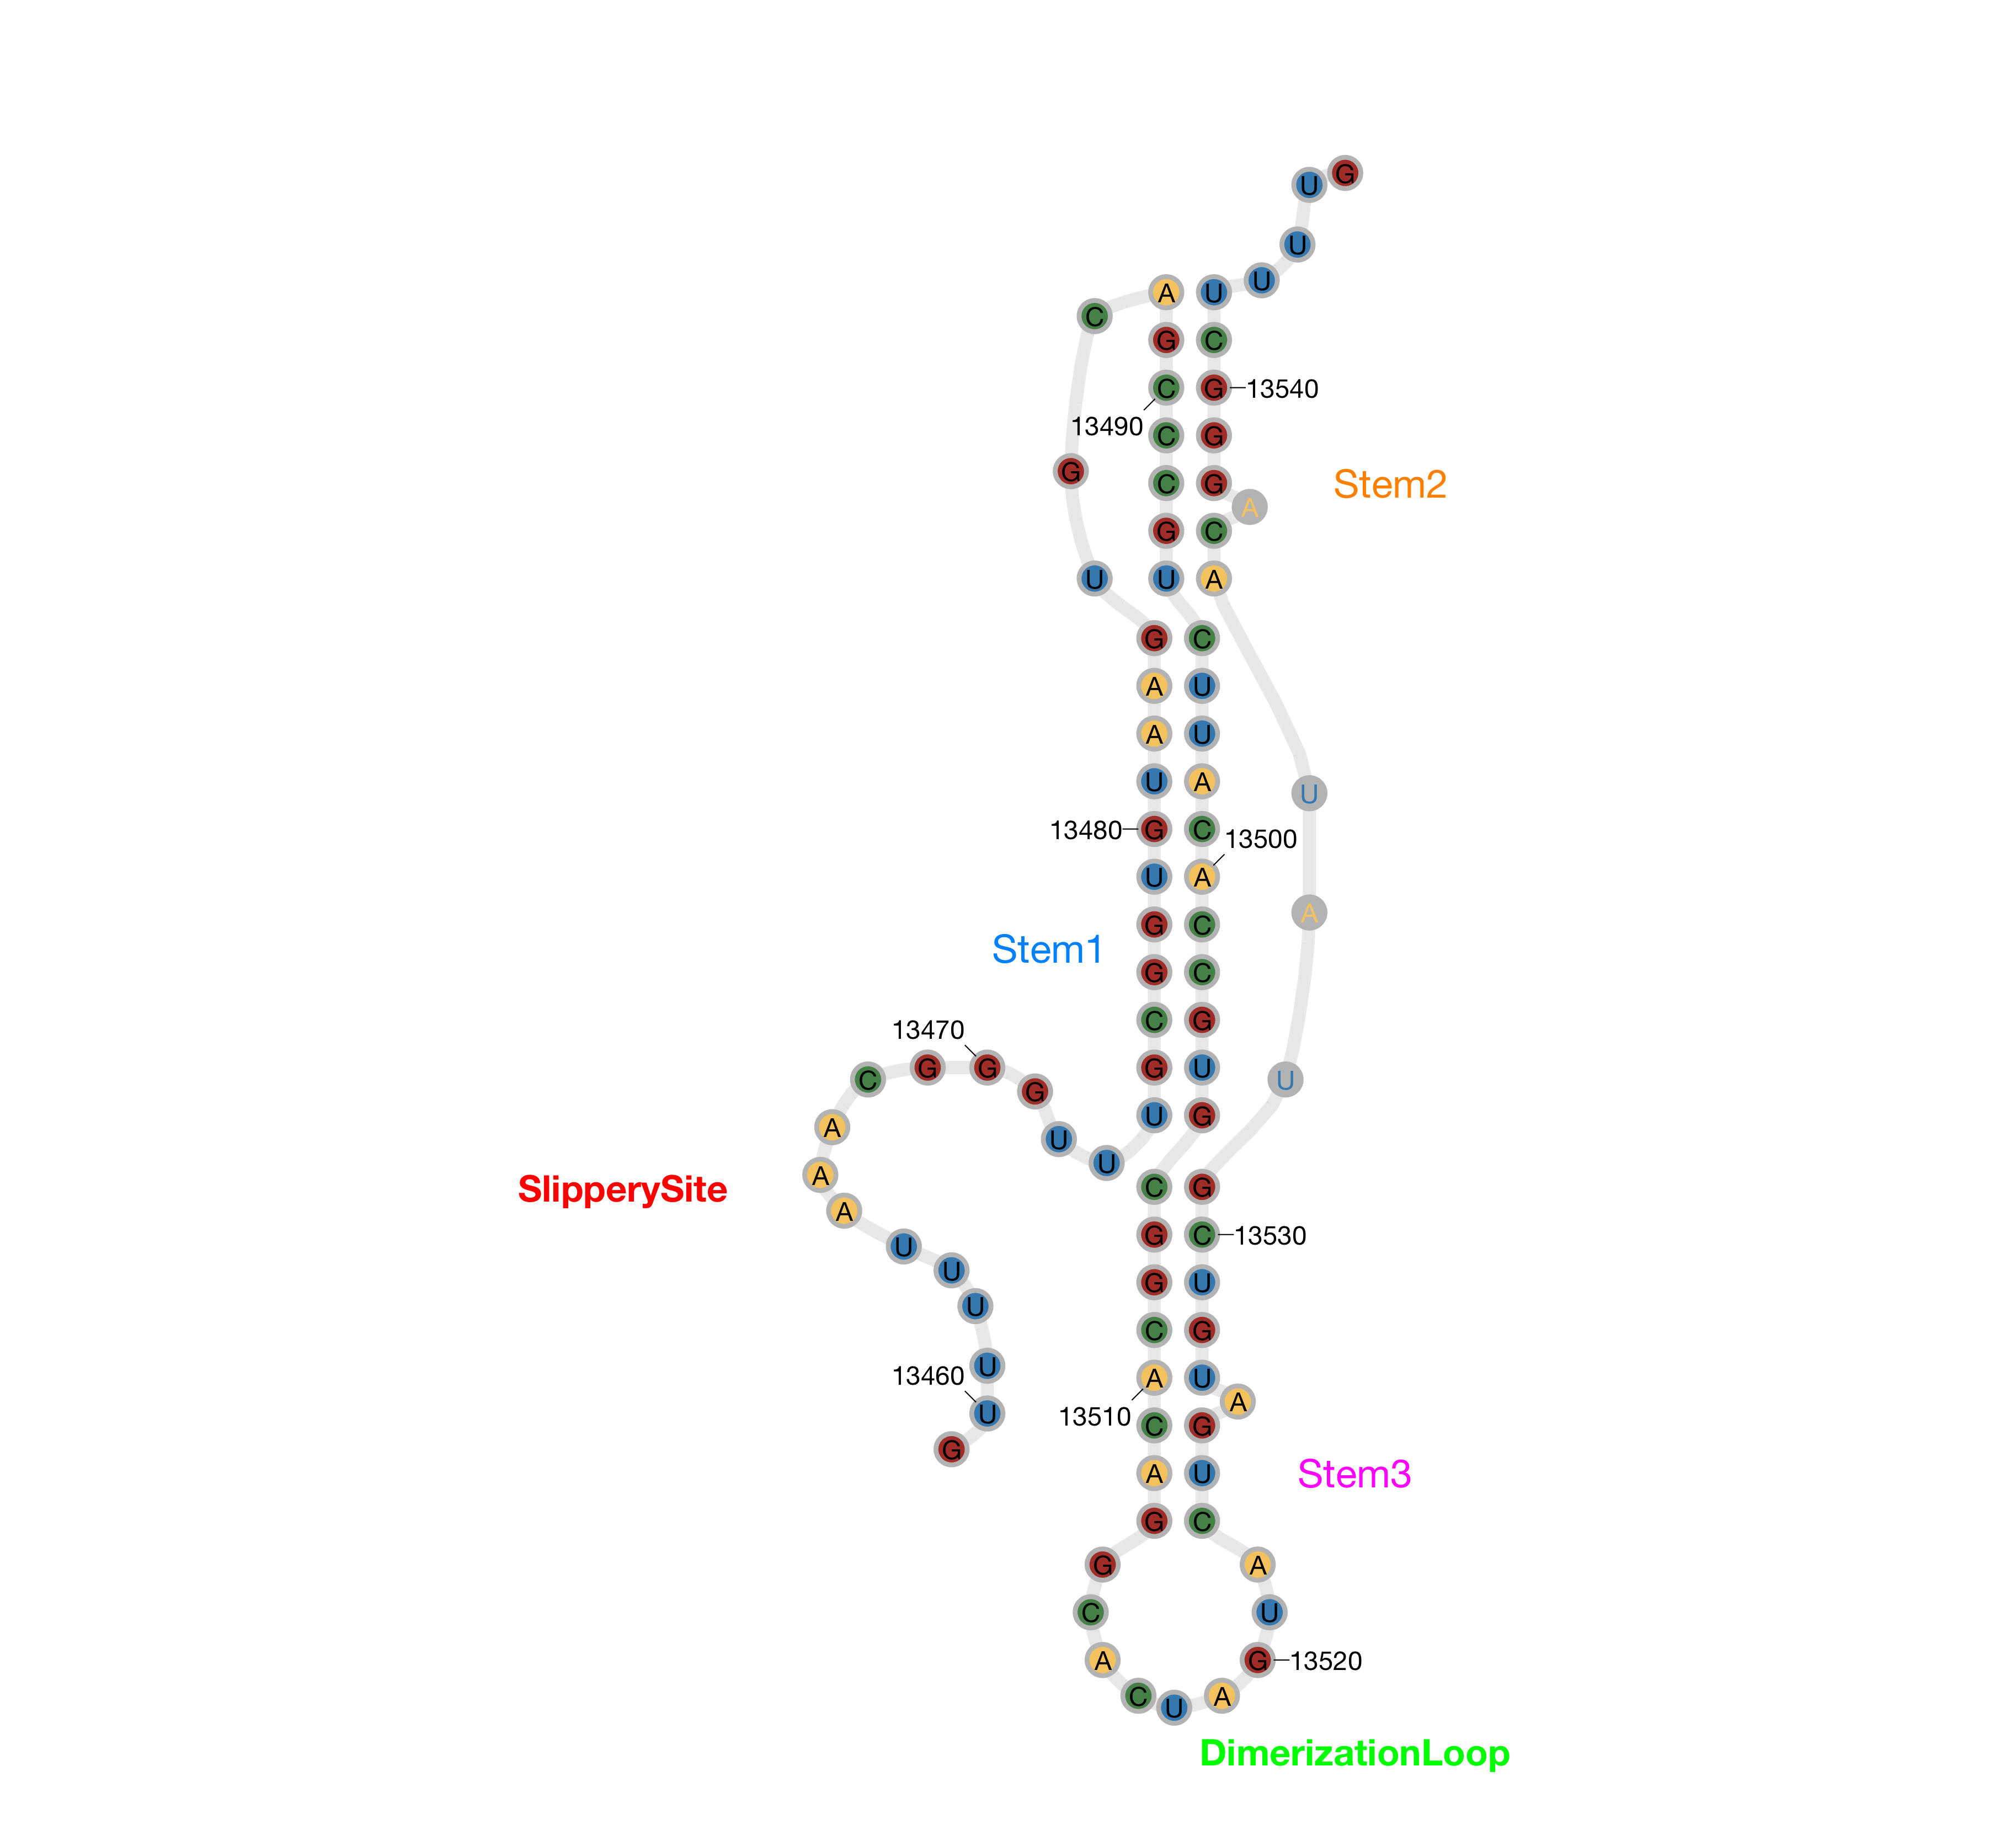 U G
U
A U U
C
G C
C G 13540
13490
C G
G C G Stem2
A
G C
U U A
G C
A U
A U
U A U
13480 G C
13500
U A
A
G C
Stem1
G C
C G
13470
C G G G U
U
G
U G
A U
U
A
SlipperySite C G
A
G C 13530
U
U
G U
U
C G
U
13460 A U
A
U
13510 C G
G
A U Stem3
G C
G A
C U
A G 13520
C A
U
DimerizationLoop